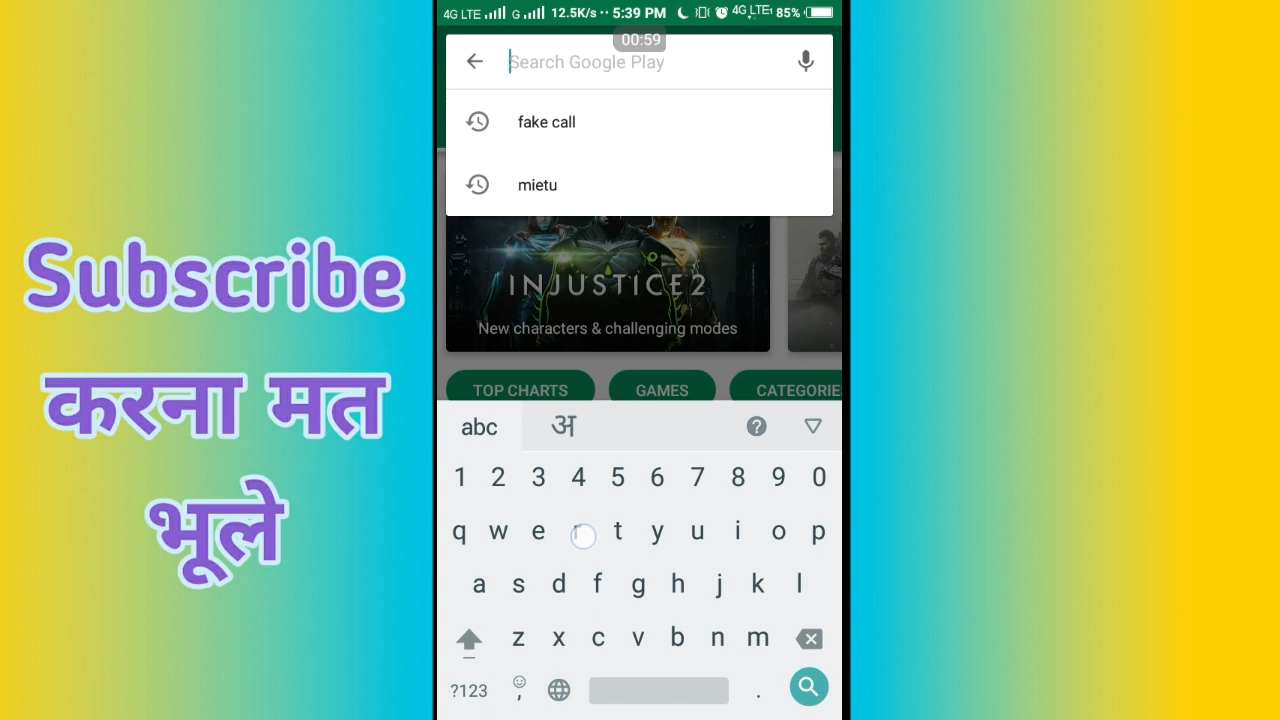 4G LTE G 12.5K/s •• 5:39 PM 4G LTE 85%
00:59
Search Google Play
fake call
mietu
INJUSTICE 2
New characters & challenging modes
TOP CHARTS GAMES CATEGORIE
Subscribe
करना मत
भूले
abc अ ?
1 2 3 4 5 6 7 8 9 0
q w e r t y u i o p
a s d f g h j k l
z x c v b n m
?123 , .